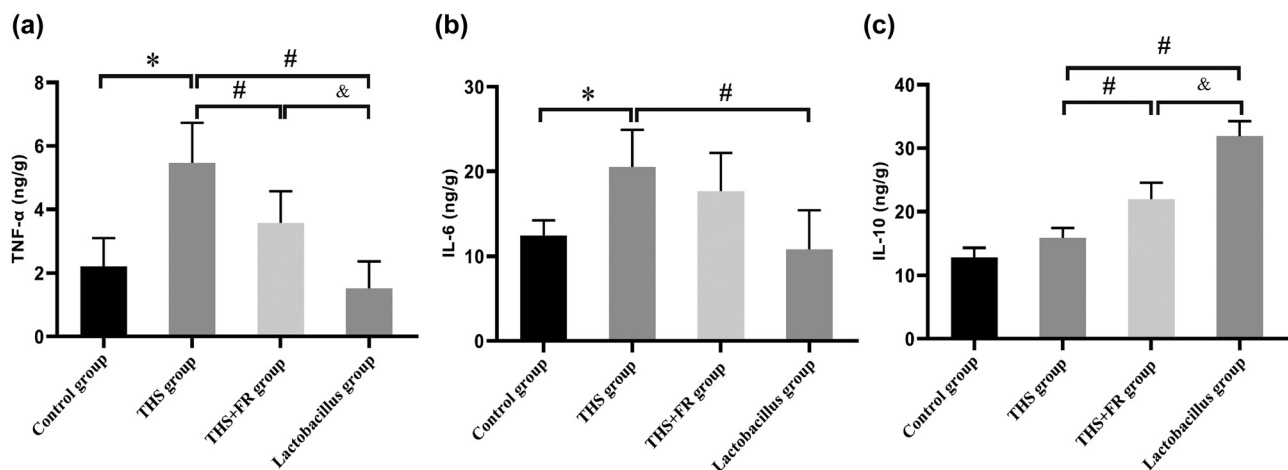 (a)
*
#
#
&
TNF-α (ng/g)
8
6
4
2
0
Control group
THS group
THS+FR group
Lactobacillus group
(b)
*
#
IL-6 (ng/g)
30
20
10
0
Control group
THS group
THS+FR group
Lactobacillus group
(c)
#
#
&
IL-10 (ng/g)
40
30
20
10
0
Control group
THS group
THS+FR group
Lactobacillus group